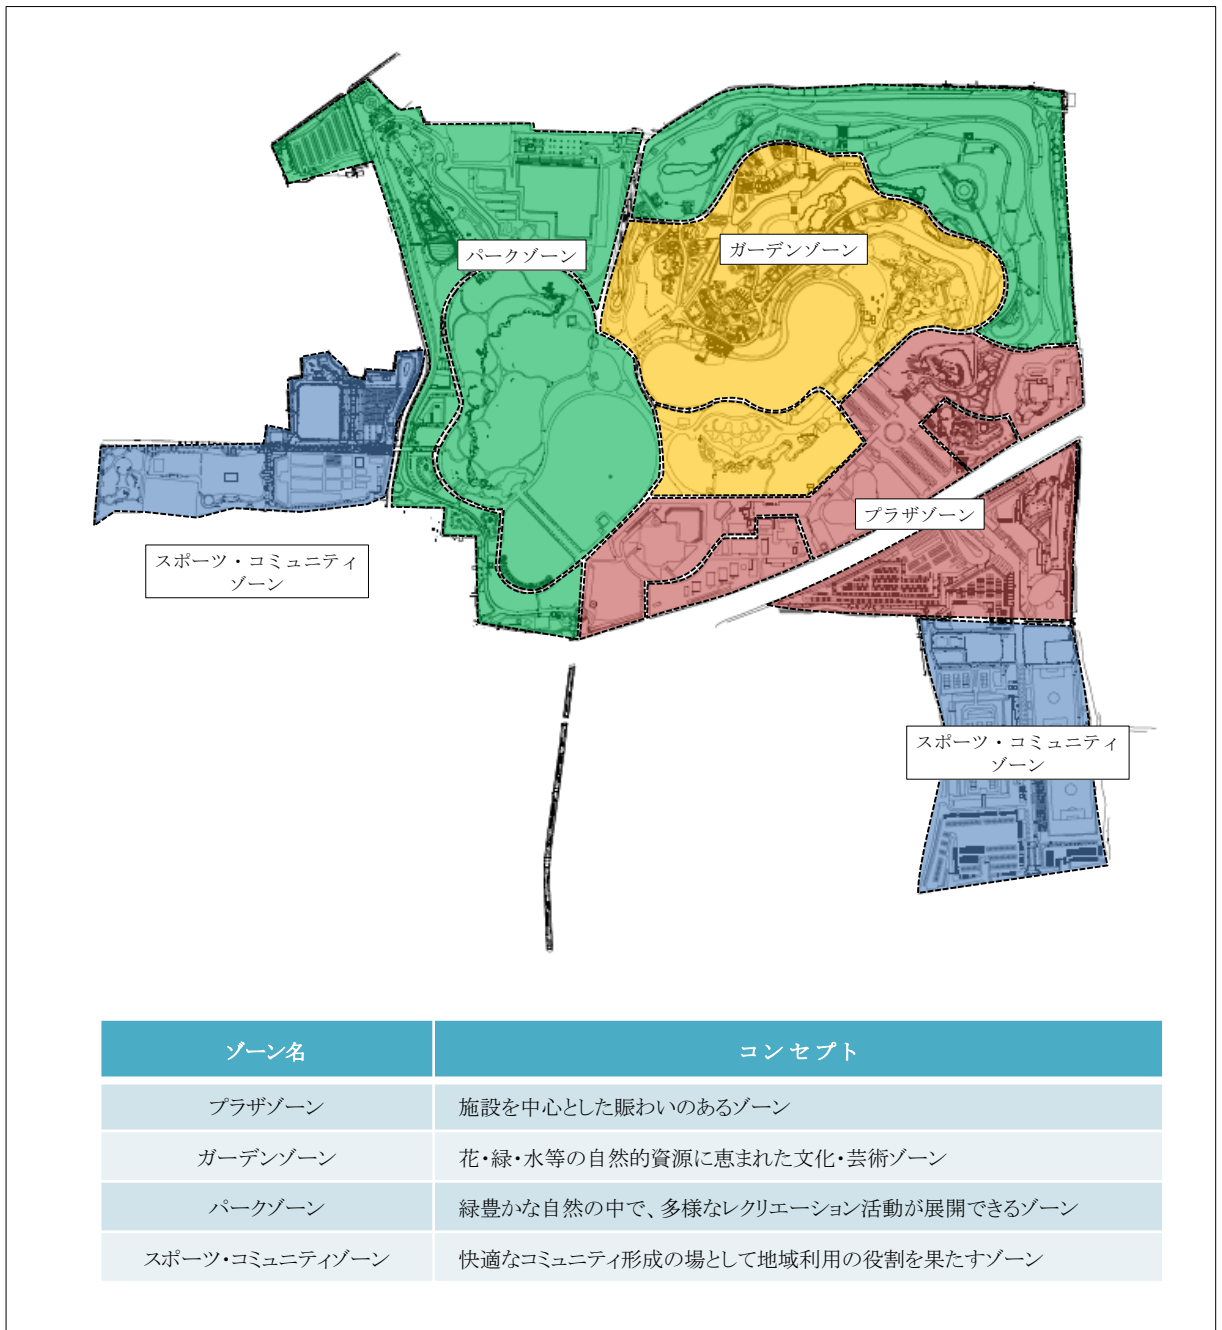 パークゾーン
ガーデンゾーン
プラザゾーン
スポーツ・コミュニティ
ゾーン
スポーツ・コミュニティ
ゾーン
ゾーン名
コンセプト
プラザゾーン
施設を中心とした賑わいのあるゾーン
ガーデンゾーン
花・緑・水等の自然的資源に恵まれた文化・芸術ゾーン
パークゾーン
緑豊かな自然の中で、多様なレクリエーション活動が展開できるゾーン
スポーツ・コミュニティゾーン
快適なコミュニティ形成の場として地域利用の役割を果たすゾーン